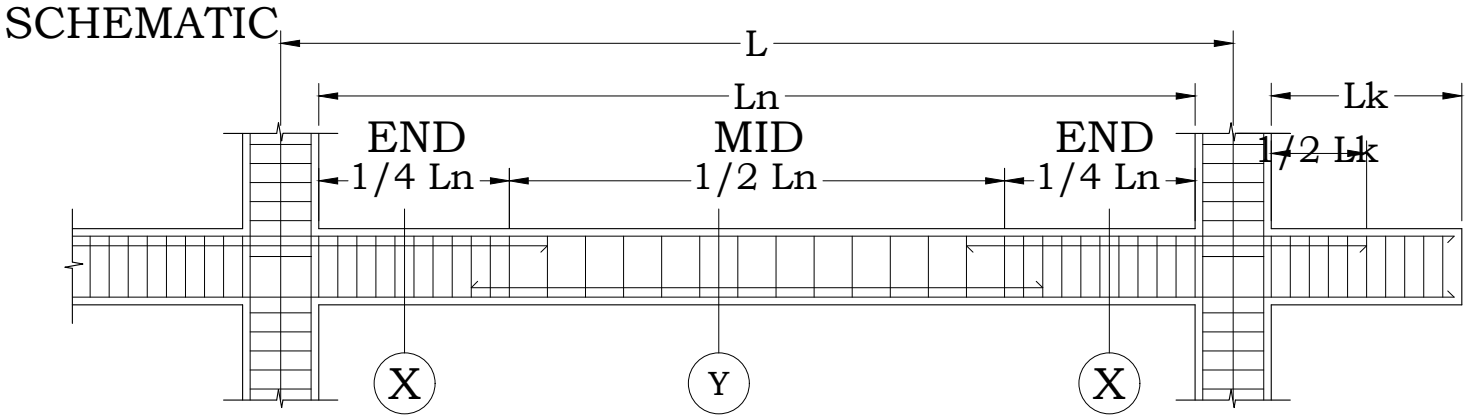 SCHEMATIC
L
Ln
Lk
END
MID
END
1/2 Lk
1/4 Ln
1/2 Ln
1/4 Ln
X
Y
X